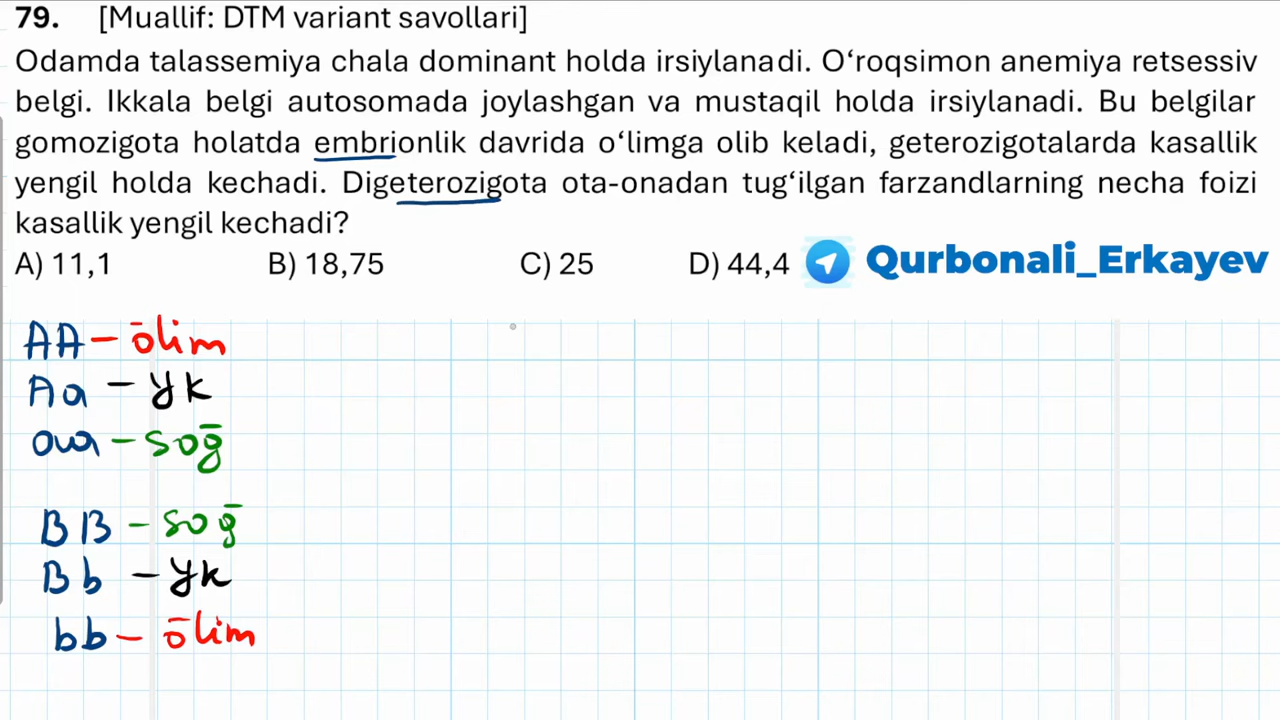 79. [Muallif: DTM variant savollari]
Odamda talassemiya chala dominant holda irsiylanadi. O‘roqsimon anemiya retsessiv
belgi. Ikkala belgi autosomada joylashgan va mustaqil holda irsiylanadi. Bu belgilar
gomozigota holatda embrionlik davrida o‘limga olib keladi, geterozigotalarda kasallik
yengil holda kechadi. Digeterozigota ota-onadan tug‘ilgan farzandlarning necha foizi
kasallik yengil kechadi?
A) 11,1 B) 18,75 C) 25 D) 44,4 Qurbonali_Erkayev
AA - ōlim
Aa - yk
aa - soḡ
BB - soḡ
Bb - yk
bb - ōlim